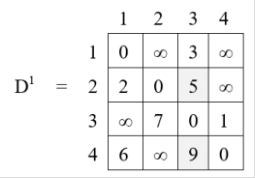 1 2 3 4
1 0 ∞ 3 ∞
D¹ = 2 2 0 5 ∞
3 ∞ 7 0 1
4 6 ∞ 9 0